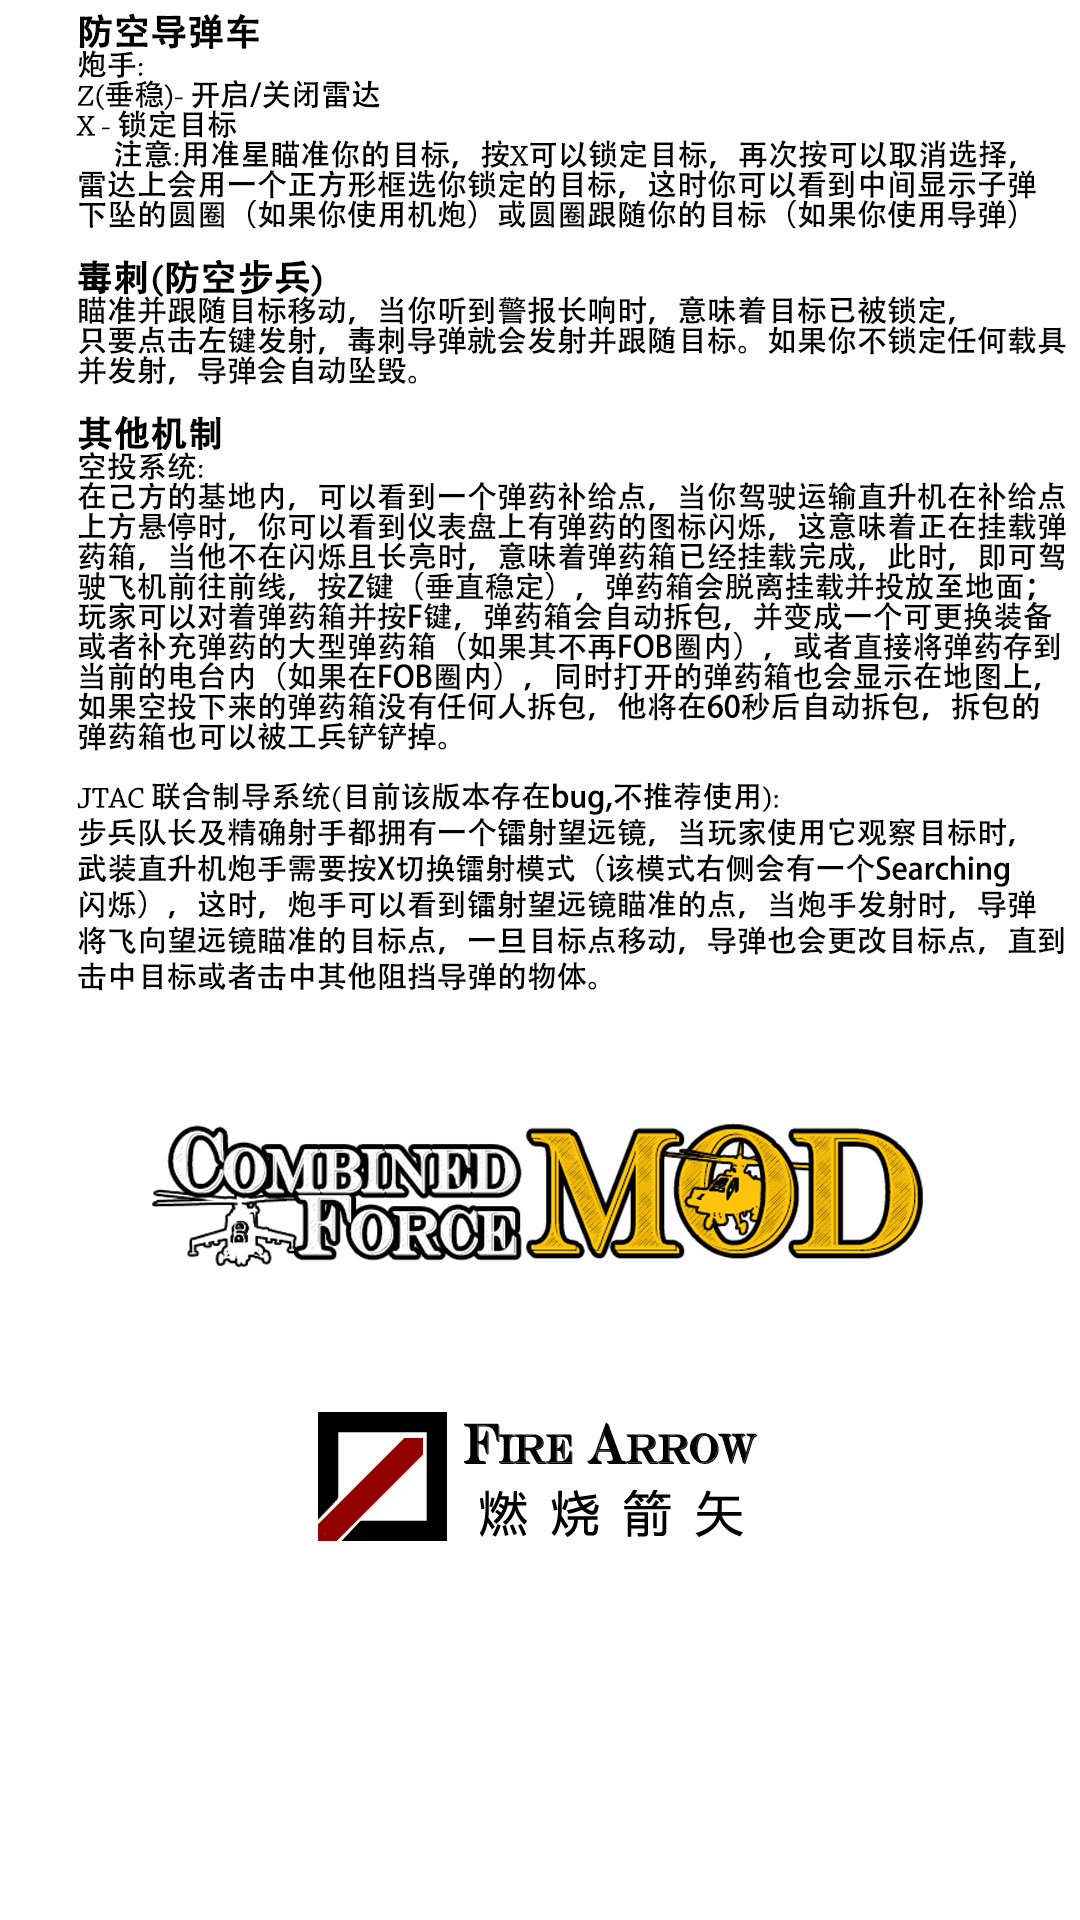 防空导弹车
炮手:
Z(垂稳)- 开启/关闭雷达
X - 锁定目标
注意:用准星瞄准你的目标，按X可以锁定目标，再次按可以取消选择，
雷达上会用一个正方形框选你锁定的目标，这时你可以看到中间显示子弹
下坠的圆圈（如果你使用机炮）或圆圈跟随你的目标（如果你使用导弹）
毒刺(防空步兵)
瞄准并跟随目标移动，当你听到警报长响时，意味着目标已被锁定，
只要点击左键发射，毒刺导弹就会发射并跟随目标。如果你不锁定任何载具
并发射，导弹会自动坠毁。
其他机制
空投系统:
在己方的基地内，可以看到一个弹药补给点，当你驾驶运输直升机在补给点
上方悬停时，你可以看到仪表盘上有弹药的图标闪烁，这意味着正在挂载弹
药箱，当他不在闪烁且长亮时，意味着弹药箱已经挂载完成，此时，即可驾
驶飞机前往前线，按Z键（垂直稳定），弹药箱会脱离挂载并投放至地面；
玩家可以对着弹药箱并按F键，弹药箱会自动拆包，并变成一个可更换装备
或者补充弹药的大型弹药箱（如果其不再FOB圈内），或者直接将弹药存到
当前的电台内（如果在FOB圈内），同时打开的弹药箱也会显示在地图上，
如果空投下来的弹药箱没有任何人拆包，他将在60秒后自动拆包，拆包的
弹药箱也可以被工兵铲铲掉。
JTAC 联合制导系统(目前该版本存在bug,不推荐使用):
步兵队长及精确射手都拥有一个镭射望远镜，当玩家使用它观察目标时，
武装直升机炮手需要按X切换镭射模式（该模式右侧会有一个Searching
闪烁），这时，炮手可以看到镭射望远镜瞄准的点，当炮手发射时，导弹
将飞向望远镜瞄准的目标点，一旦目标点移动，导弹也会更改目标点，直到
击中目标或者击中其他阻挡导弹的物体。
COMBINED FORCE MOD
FIRE ARROW
燃烧箭矢